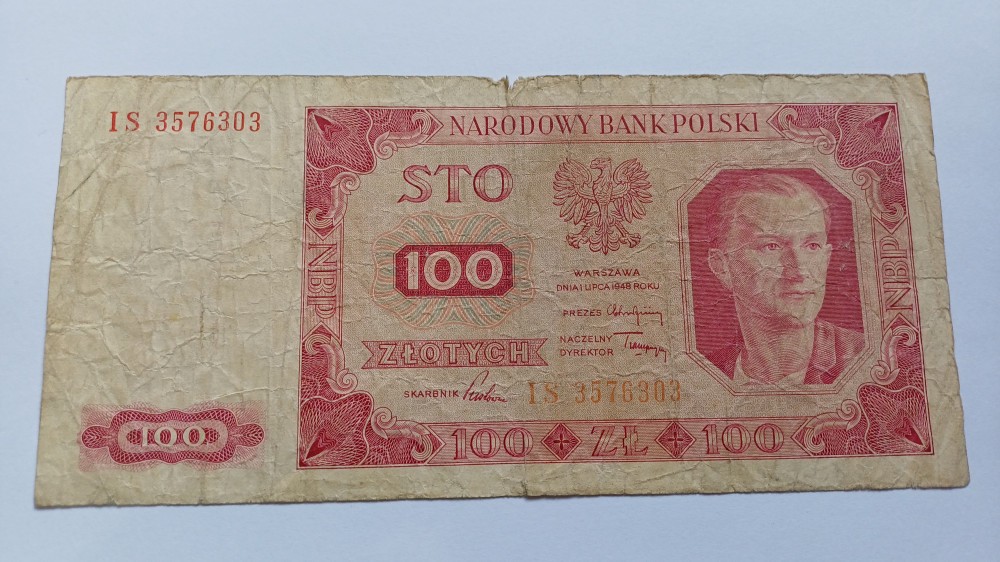 IS 3576303
NARODOWY BANK POLSKI
STO
100
ZŁOTYCH
WARSZAWA
DNIA 1 LIPCA 1948 ROKU
PREZES
NACZELNY
DYREKTOR
SKARBNIK
IS 3576303
NBP
NBP
100
100 ZŁ 100